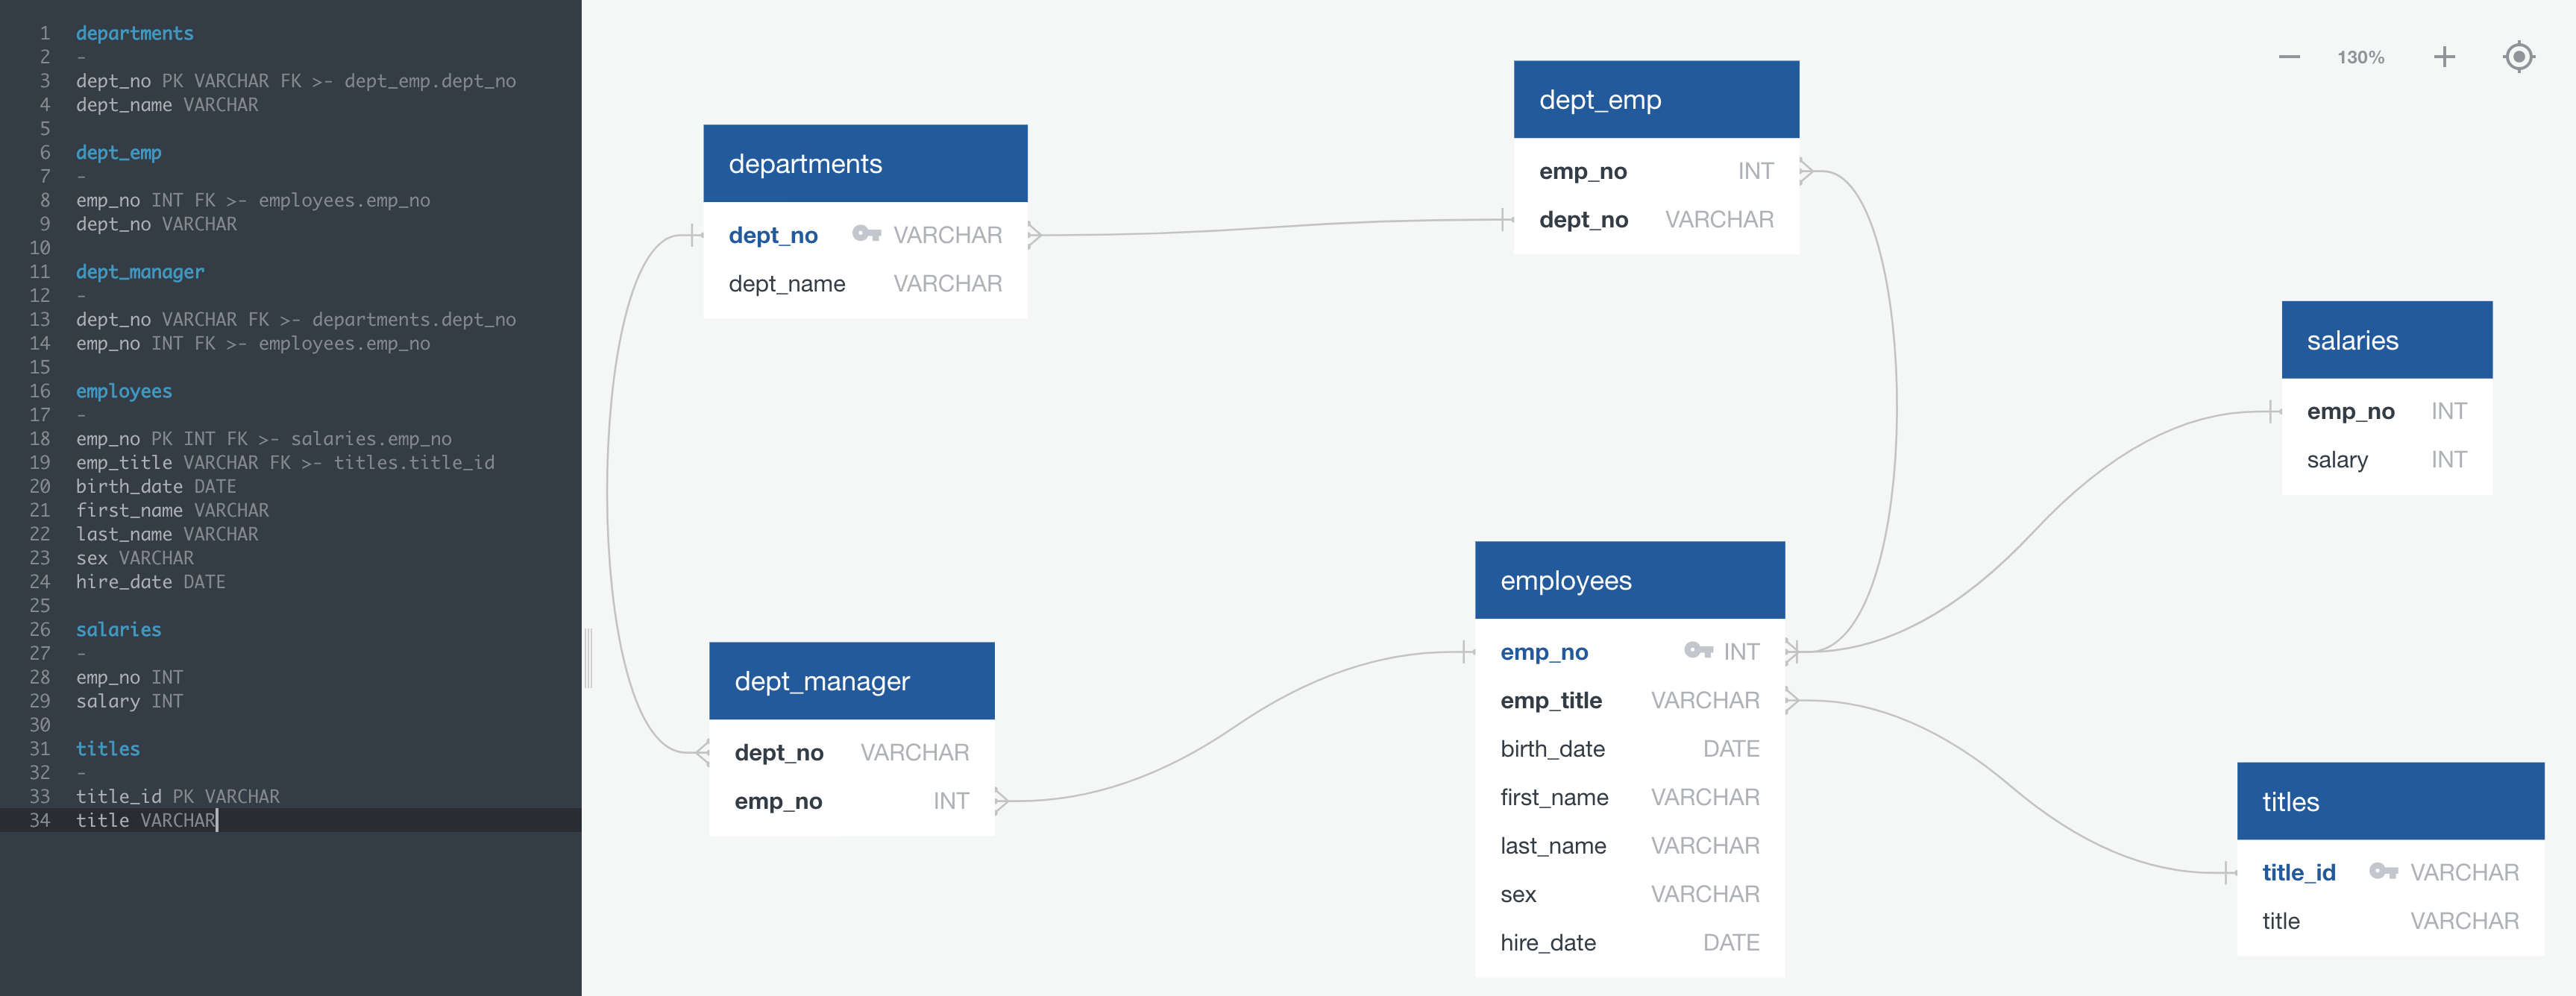 1 departments
2 -
3 dept_no PK VARCHAR FK >- dept_emp.dept_no
4 dept_name VARCHAR
5
6 dept_emp
7 -
8 emp_no INT FK >- employees.emp_no
9 dept_no VARCHAR
10
11 dept_manager
12 -
13 dept_no VARCHAR FK >- departments.dept_no
14 emp_no INT FK >- employees.emp_no
15
16 employees
17 -
18 emp_no PK INT FK >- salaries.emp_no
19 emp_title VARCHAR FK >- titles.title_id
20 birth_date DATE
21 first_name VARCHAR
22 last_name VARCHAR
23 sex VARCHAR
24 hire_date DATE
25
26 salaries
27 -
28 emp_no INT
29 salary INT
30
31 titles
32 -
33 title_id PK VARCHAR
34 title VARCHAR
130%
departments
dept_no VARCHAR
dept_name VARCHAR
dept_emp
emp_no INT
dept_no VARCHAR
salaries
emp_no INT
salary INT
dept_manager
dept_no VARCHAR
emp_no INT
employees
emp_no INT
emp_title VARCHAR
birth_date DATE
first_name VARCHAR
last_name VARCHAR
sex VARCHAR
hire_date DATE
titles
title_id VARCHAR
title VARCHAR